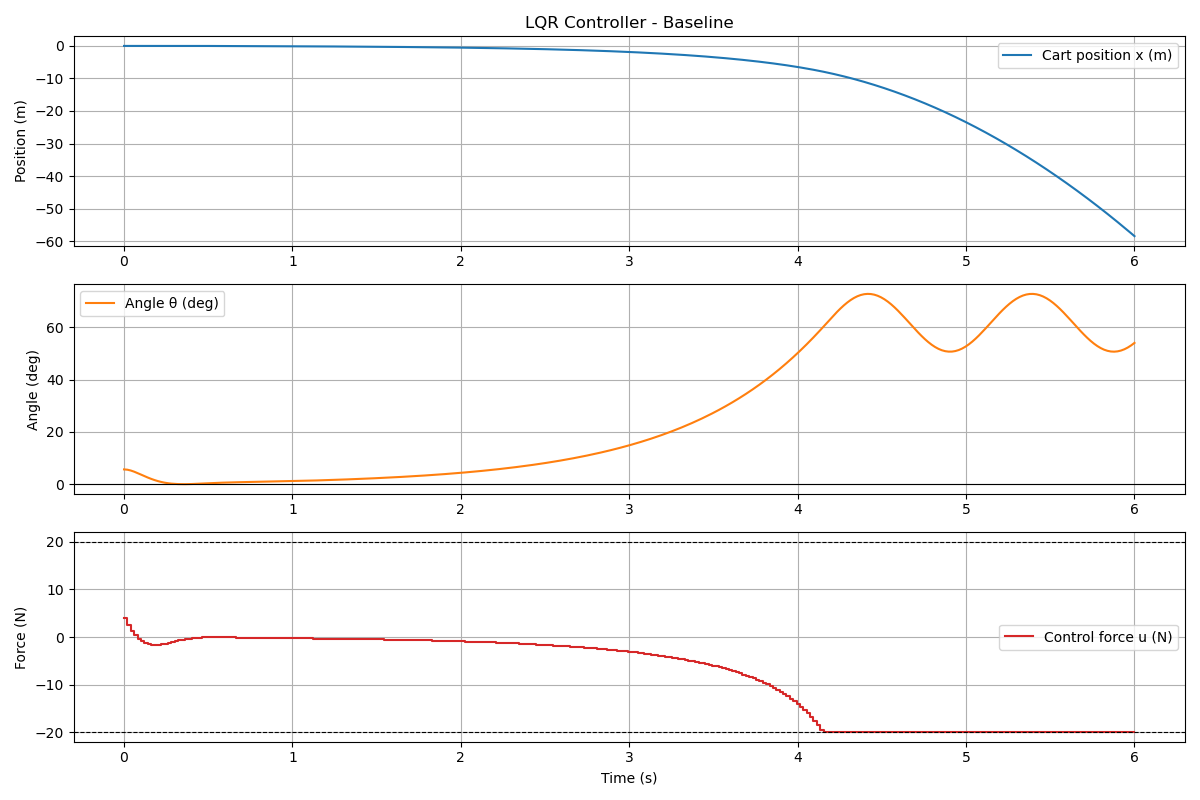 LQR Controller - Baseline
Position (m)
0
−10
−20
−30
−40
−50
−60
Cart position x (m)
0 1 2 3 4 5 6
Angle (deg)
60
40
20
0
Angle θ (deg)
0 1 2 3 4 5 6
Force (N)
20
10
0
−10
−20
Control force u (N)
0 1 2 3 4 5 6
Time (s)